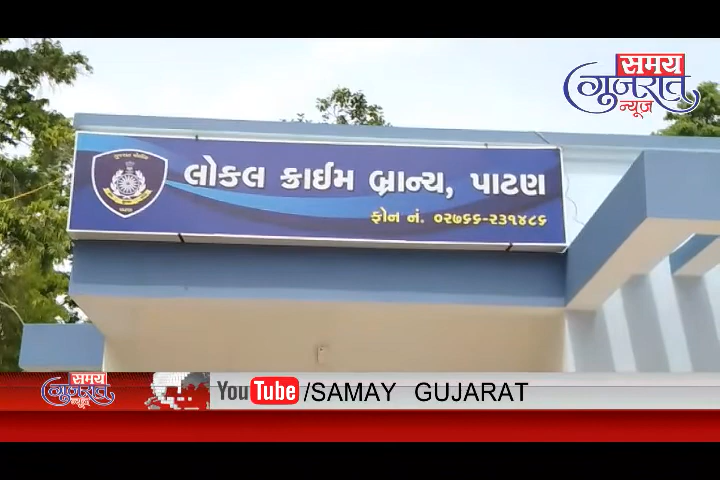 સમય
ગુજરાત
ન્યૂઝ
લોકલ ક્રાઈમ બ્રાન્ચ, પાટણ
ફોન નં. ૦૨૭૬૬-૨૩૧૪૮૬
સમય
ગુજરાત
ન્યૂઝ
YouTube/SAMAY GUJARAT